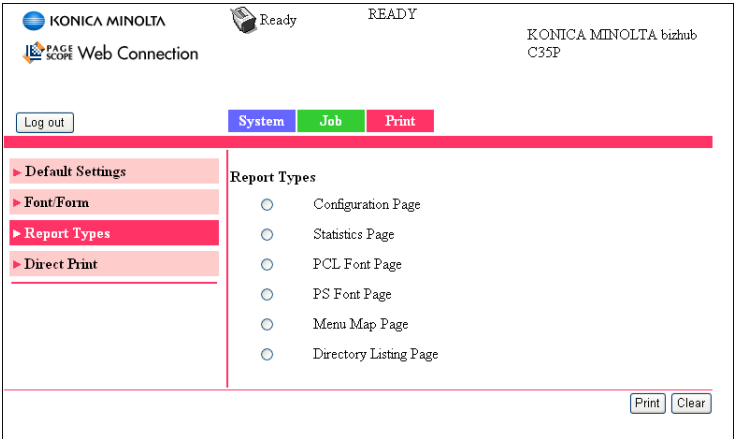 KONICA MINOLTA
Ready
READY
KONICA MINOLTA bizhub
C35P
PAGE SCOPE Web Connection
Log out
System
Job
Print
Default Settings
Font/Form
Report Types
Direct Print
Report Types
Configuration Page
Statistics Page
PCL Font Page
PS Font Page
Menu Map Page
Directory Listing Page
Print
Clear